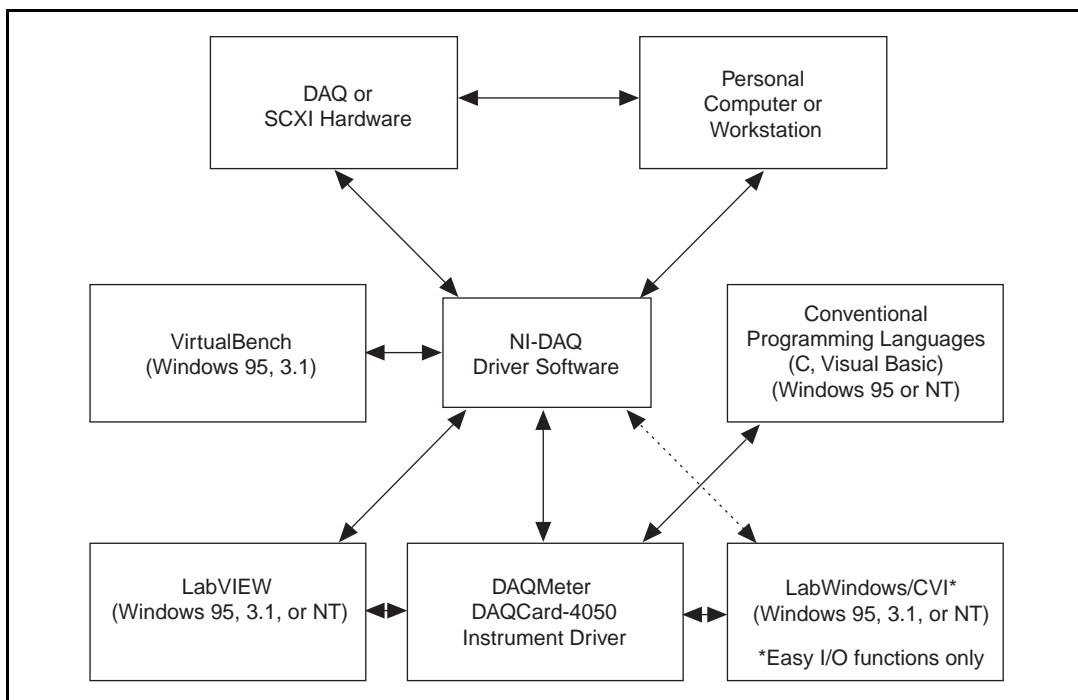 DAQ or
SCXI Hardware
Personal
Computer or
Workstation
VirtualBench
(Windows 95, 3.1)
NI-DAQ
Driver Software
Conventional
Programming Languages
(C, Visual Basic)
(Windows 95 or NT)
LabVIEW
(Windows 95, 3.1, or NT)
DAQMeter
DAQCard-4050
Instrument Driver
LabWindows/CVI*
(Windows 95, 3.1, or NT)
*Easy I/O functions only